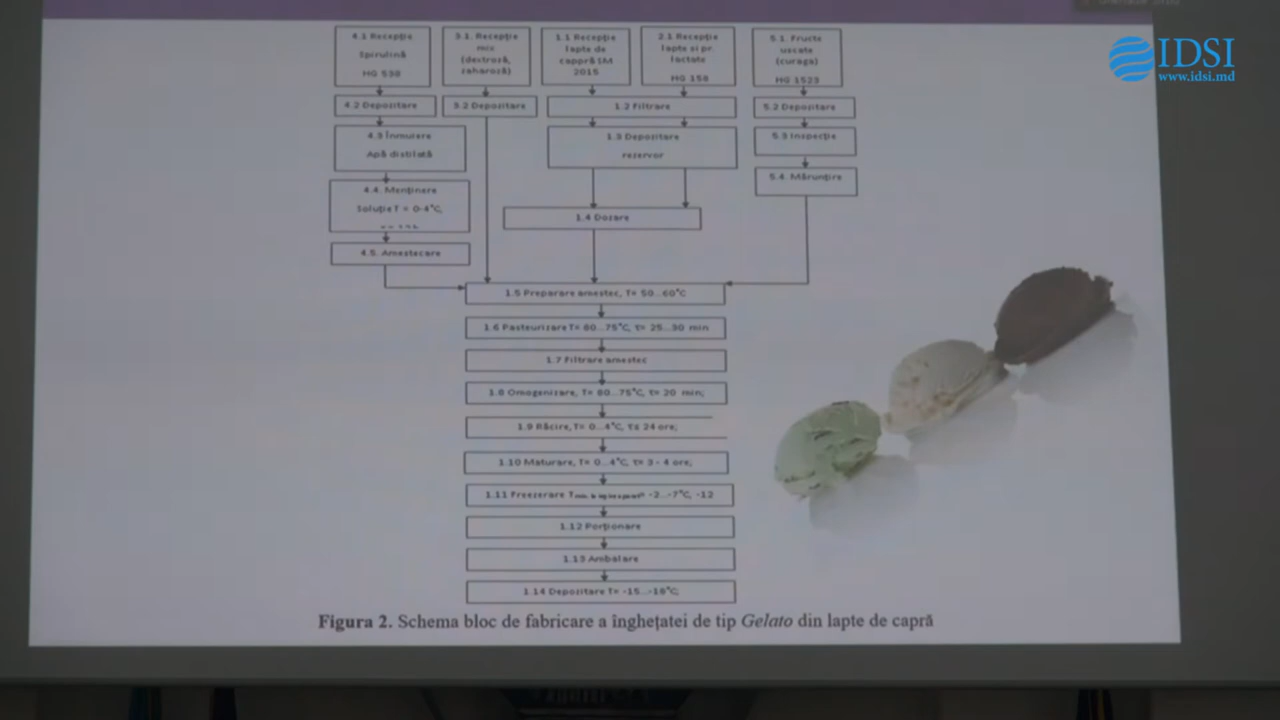 IDSI
www.idsi.md
4.1 Recepție
Spirulină
HG 538
3.1. Recepție
mic
(dextroză,
zaharoză)
1.1 Recepție
lapte de
capră SM
2015
2.1 Recepție
lapte și pr.
lactate
HG 158
5.1. Fructe
uscate
(curaga)
HG 1523
4.2 Depozitare
3.2 Depozitare
1.2 Filtrare
5.2 Depozitare
4.3 Înmuiere
Apă distilată
1.3 Depozitare
rezervor
5.3 Inspecție
5.4. Mărunțire
4.4. Menținere
Soluție T = 0-4°C,
1.4 Dozare
4.5. Amestecare
1.5 Preparare amestec, T= 50...60°C
1.6 Pasteurizare T= 60...75°C, τ= 25...30 min
1.7 Filtrare amestec
1.8 Omogenizare, T= 60...75°C, τ= 20 min;
1.9 Răcire, T= 0...4°C, τ≤ 24 ore;
1.10 Maturare, T= 0...4°C, τ= 3 - 4 ore;
1.11 Freezerare T = -2...-7°C, -12
1.12 Porționare
1.13 Ambalare
1.14 Depozitare T= -15...-18°C;
Figura 2. Schema bloc de fabricare a înghețatei de tip Gelato din lapte de capră